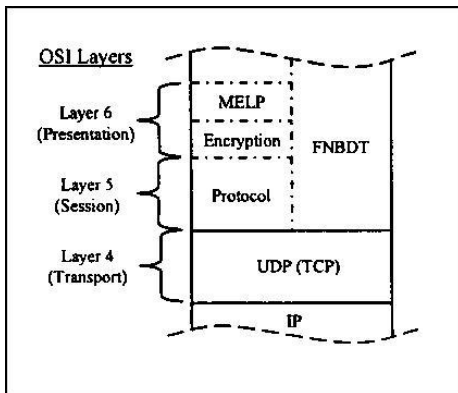 OSI Layers
Layer 6
(Presentation)
MELP
Encryption
FNBDT
Layer 5
(Session)
Protocol
Layer 4
(Transport)
UDP (TCP)
IP